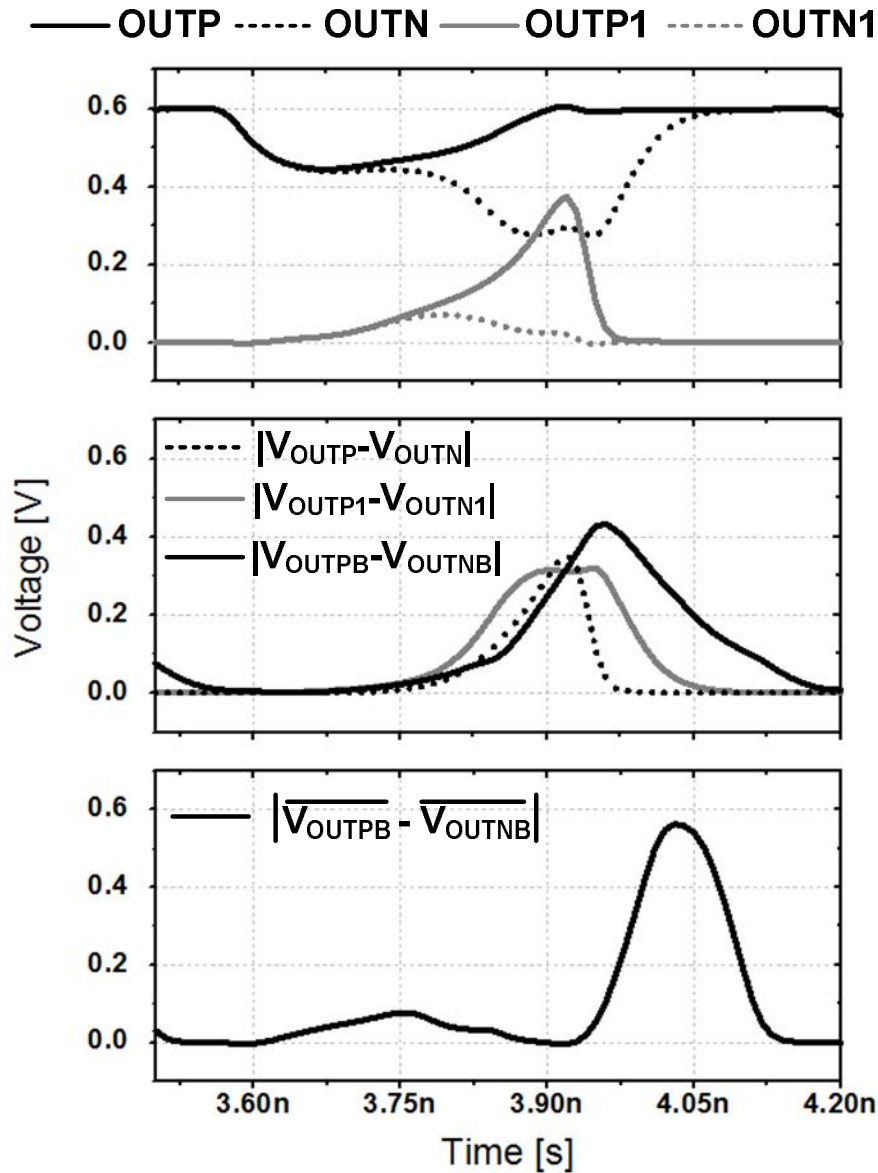 OUTP OUTN OUTP1 OUTN1
0.6
0.4
0.2
0.0
|VOUTP-VOUTN|
|VOUTP1-VOUTN1|
|VOUTPB-VOUTNB|
0.6
0.4
0.2
0.0
Voltage [V]
|VOUTPB - VOUTNB|
0.6
0.4
0.2
0.0
3.60n 3.75n 3.90n 4.05n 4.20n
Time [s]